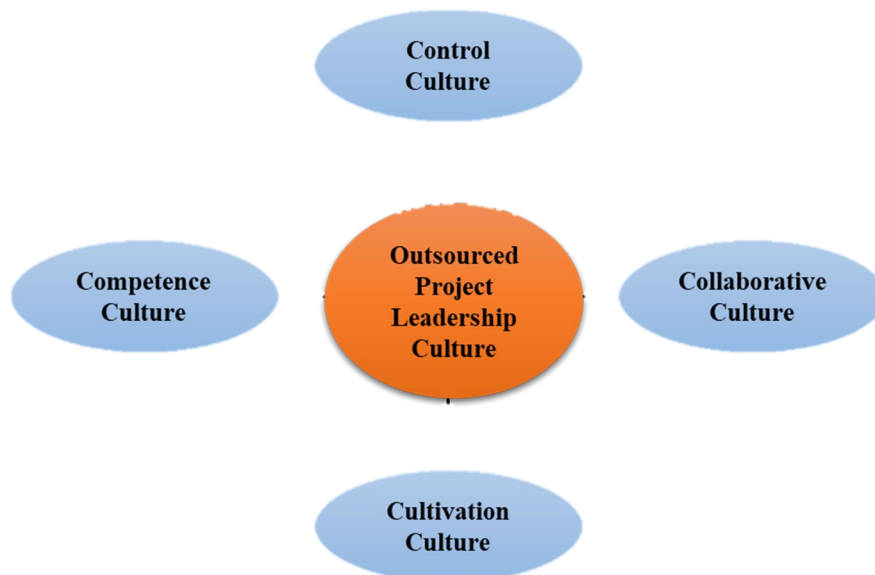 Control
Culture
Competence
Culture
Outsourced
Project
Leadership
Culture
Collaborative
Culture
Cultivation
Culture